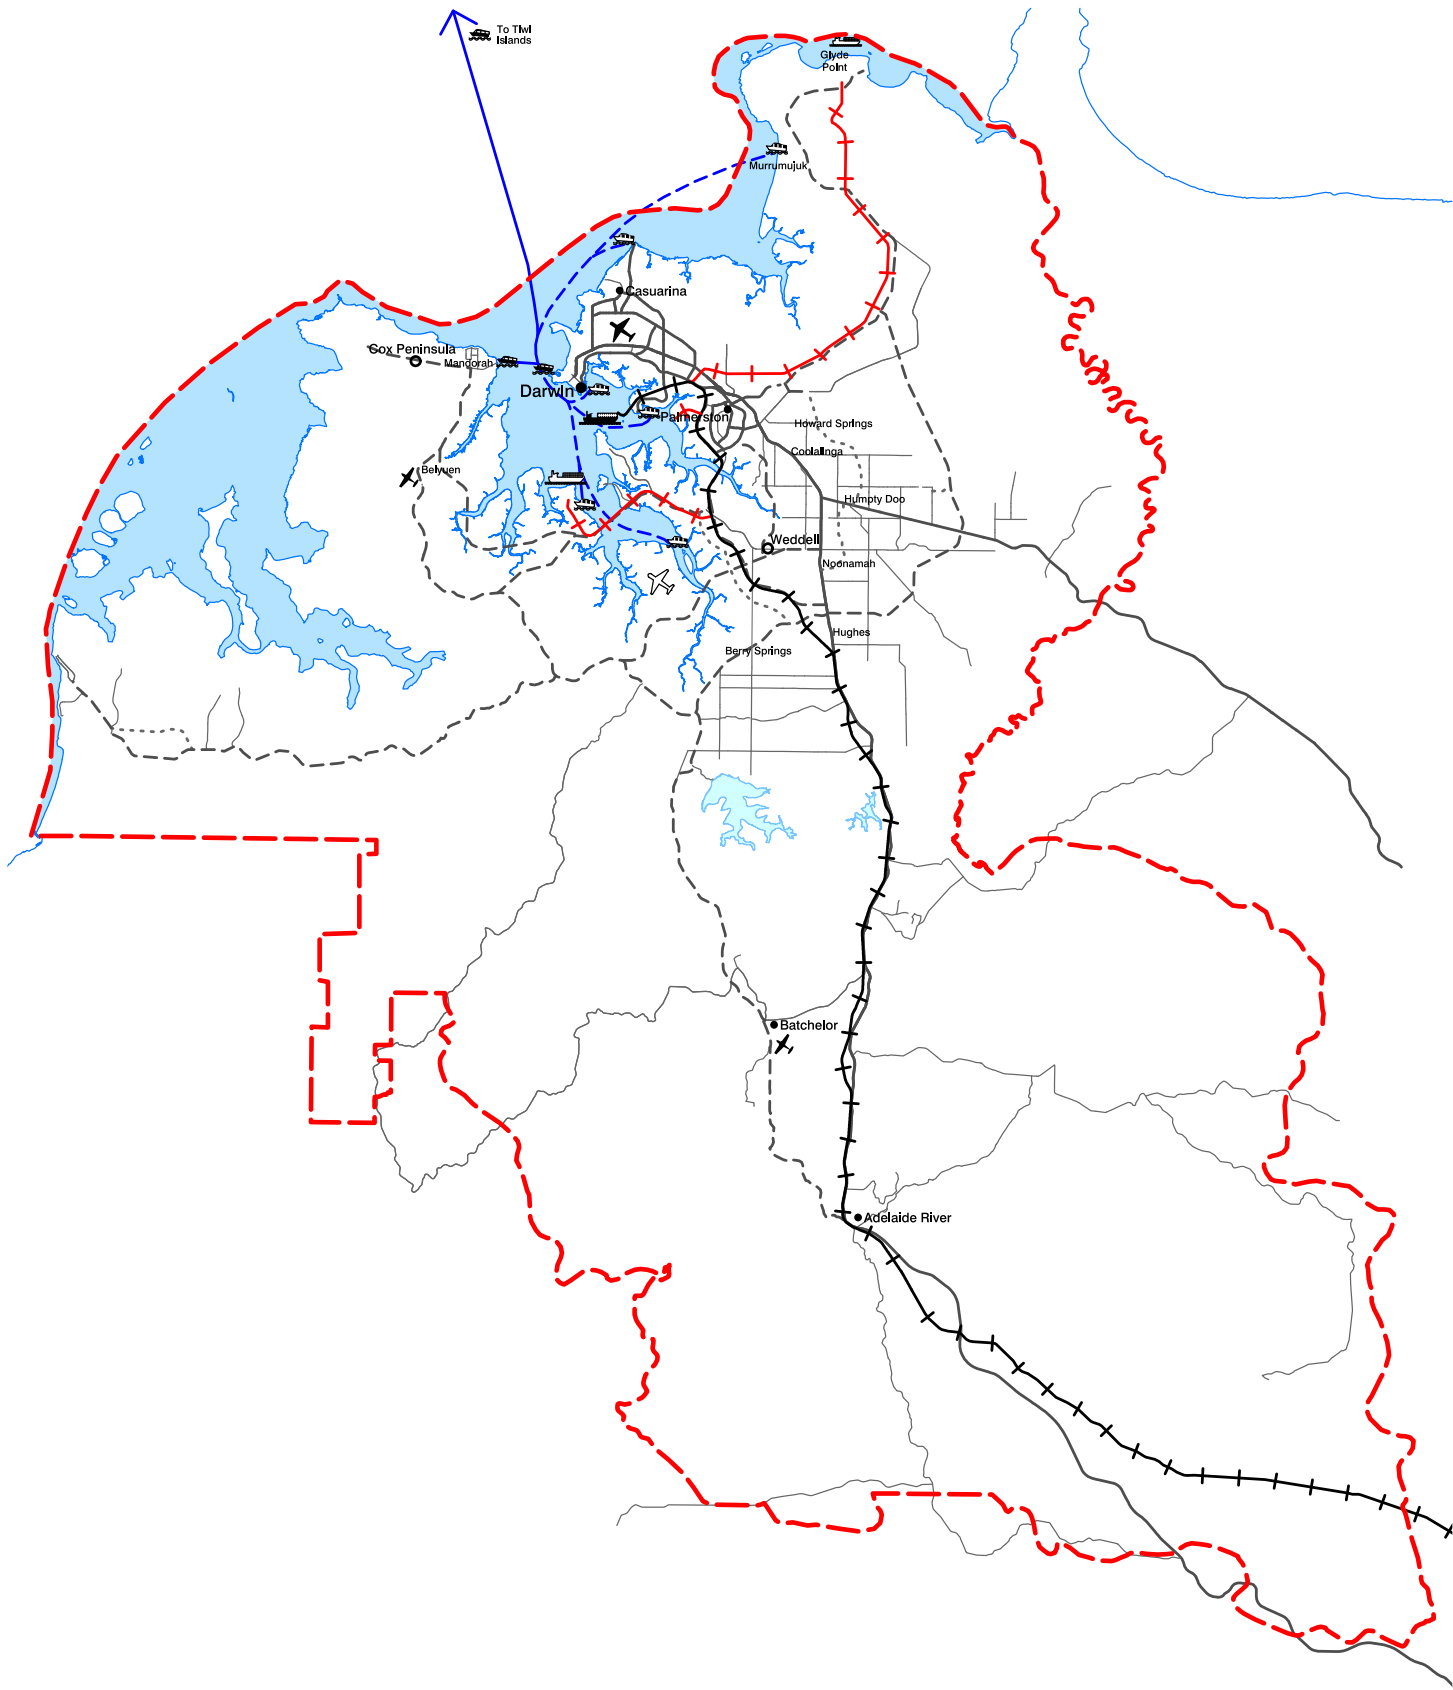 To Tiwi
Islands
Glyde
Point
Murrumujuk
Casuarina
Cox Peninsula
Mandorah
Darwin
Palmerston
Howard Springs
Coolalinga
Belyuen
Humpty Doo
Weddell
Noonamah
Hughes
Berry Springs
Batchelor
Adelaide River